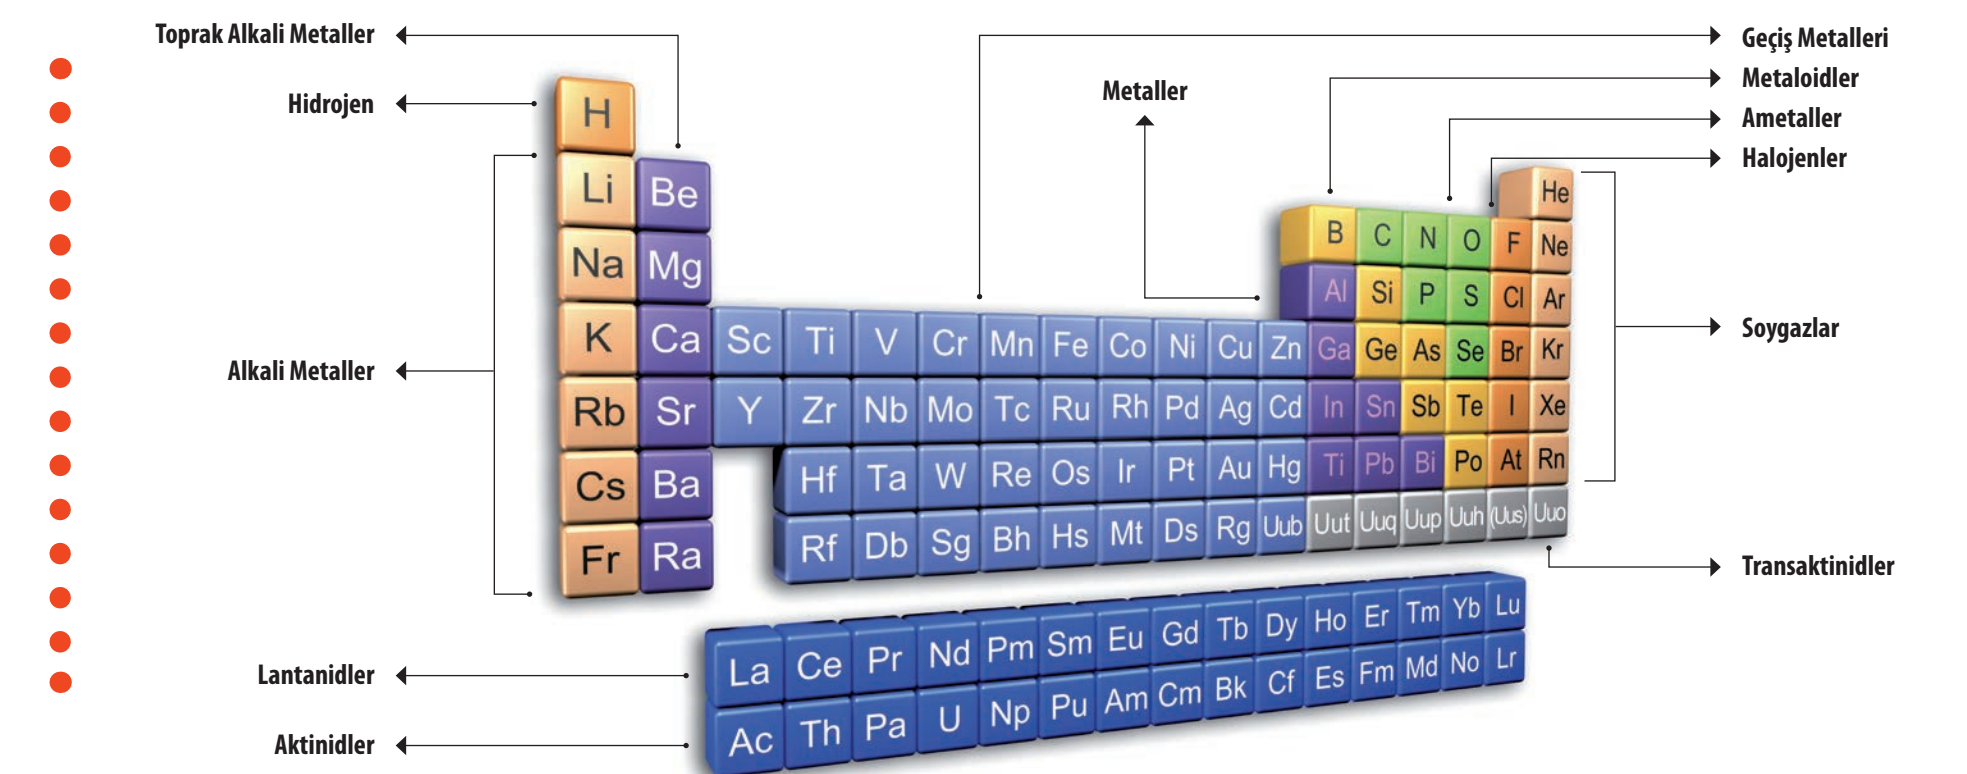 Toprak Alkali Metaller
Geçiş Metalleri
Hidrojen
Metaller
Metaloidler
Ametaller
Halojenler
Alkali Metaller
Soygazlar
H
He
Li Be B C N O F Ne
Na Mg Al Si P S Cl Ar
K Ca Sc Ti V Cr Mn Fe Co Ni Cu Zn Ga Ge As Se Br Kr
Rb Sr Y Zr Nb Mo Tc Ru Rh Pd Ag Cd In Sn Sb Te I Xe
Cs Ba Hf Ta W Re Os Ir Pt Au Hg Ti Pb Bi Po At Rn
Fr Ra Rf Db Sg Bh Hs Mt Ds Rg Uub Uut Uuq Uup Uuh (Uus) Uuo
Transaktinidler
Lantanidler
La Ce Pr Nd Pm Sm Eu Gd Tb Dy Ho Er Tm Yb Lu
Aktinidler
Ac Th Pa U Np Pu Am Cm Bk Cf Es Fm Md No Lr